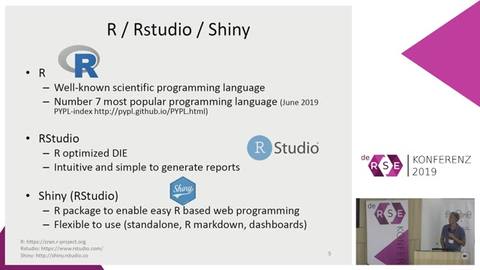 R / Rstudio / Shiny
• R
– Well-known scientific programming language
– Number 7 most popular programming language (June 2019
PYPL-index http://pypl.github.io/PYPL.html)
• RStudio
R Studio
– R optimized DIE
– Intuitive and simple to generate reports
• Shiny (RStudio)
Shiny
– R package to enable easy R based web programming
– Flexible to use (standalone, R markdown, dashboards)
R: https://cran.r-project.org
Rstudio: https://www.rstudio.com/
Shiny: http://shiny.rstudio.co
5
de RSE KONFERENZ
2019